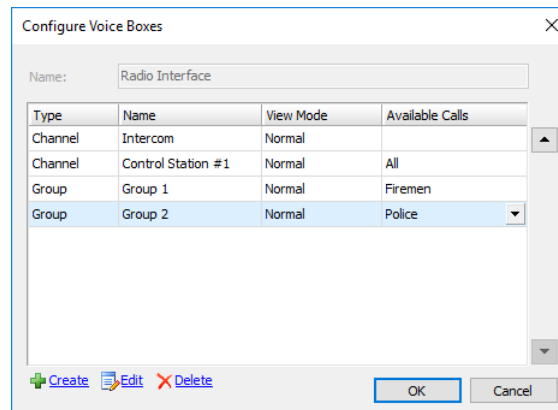 Configure Voice Boxes
Name: Radio Interface
Type Name View Mode Available Calls
Channel Intercom Normal
Channel Control Station #1 Normal All
Group Group 1 Normal Firemen
Group Group 2 Normal Police
Create Edit Delete
OK Cancel